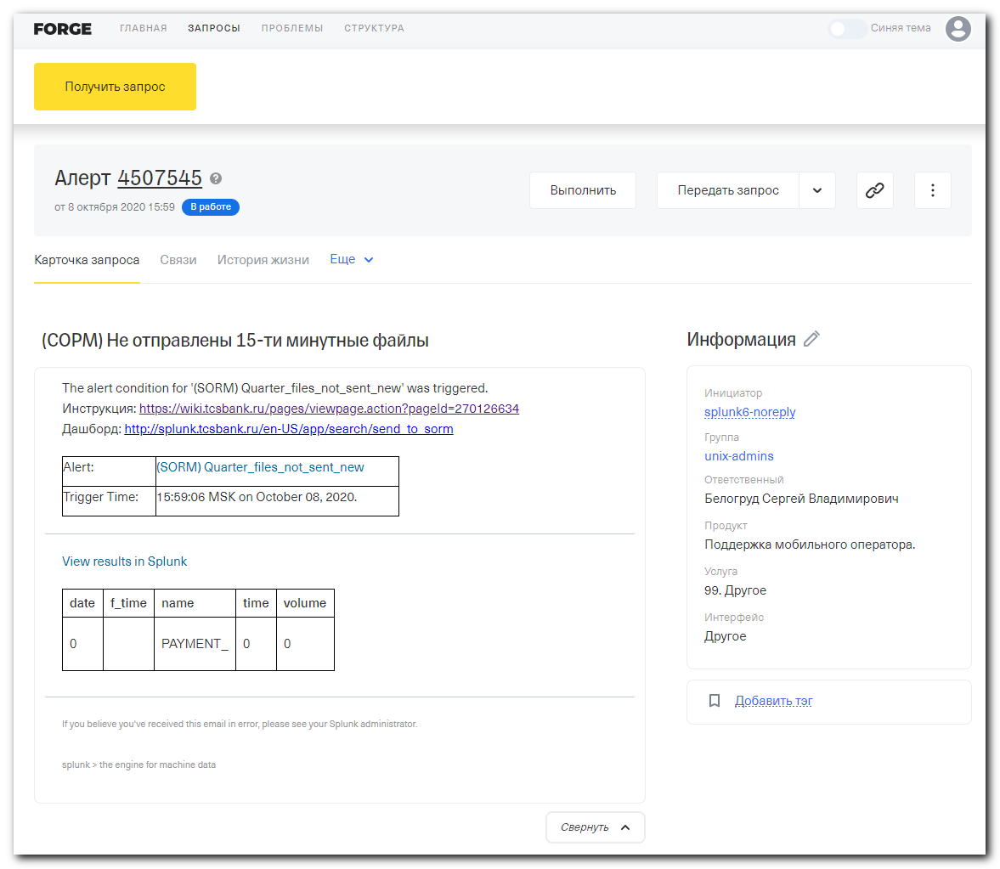 FORGE ГЛАВНАЯ ЗАПРОСЫ ПРОБЛЕМЫ СТРУКТУРА Синяя тема
Получить запрос
Алерт 4507545 ?
от 8 октября 2020 15:59 В работе
Выполнить Передать запрос
Карточка запроса Связи История жизни Еще
(СОРМ) Не отправлены 15-ти минутные файлы
The alert condition for '(SORM) Quarter_files_not_sent_new' was triggered.
Инструкция: https://wiki.tcsbank.ru/pages/viewpage.action?pageId=270126634
Дашборд: http://splunk.tcsbank.ru/en-US/app/search/send_to_sorm
Alert: (SORM) Quarter_files_not_sent_new
Trigger Time: 15:59:06 MSK on October 08, 2020.
View results in Splunk
date f_time name time volume
0 PAYMENT_ 0 0
If you believe you've received this email in error, please see your Splunk administrator.
splunk > the engine for machine data
Свернуть
Информация
Инициатор
splunk6-noreply
Группа
unix-admins
Ответственный
Белогруд Сергей Владимирович
Продукт
Поддержка мобильного оператора.
Услуга
99. Другое
Интерфейс
Другое
Добавить тэг